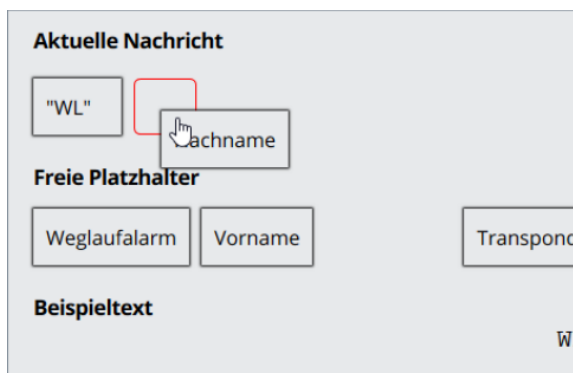 Aktuelle Nachricht
"WL"
achname
Freie Platzhalter
Weglaufalarm Vorname Transpond
Beispieltext
W